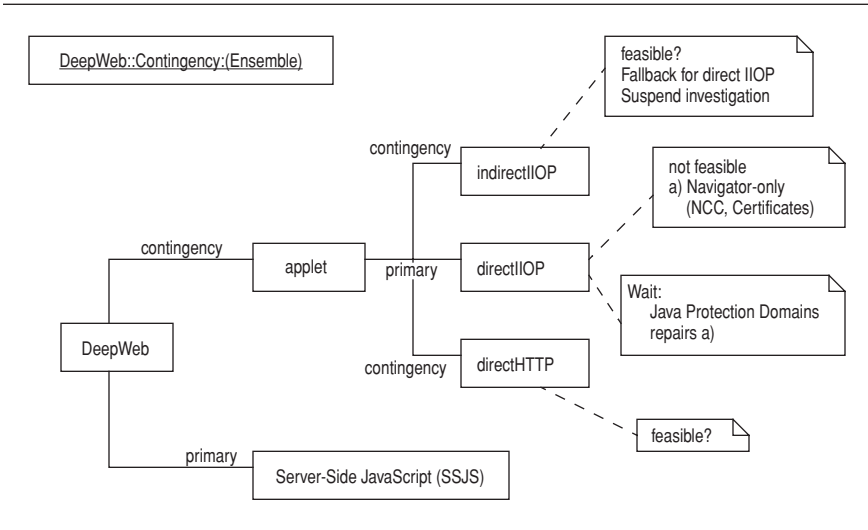 DeepWeb::Contingency:(Ensemble)
feasible?
Fallback for direct IIOP
Suspend investigation
contingency
indirectIIOP
not feasible
a) Navigator-only
(NCC, Certificates)
contingency
applet
primary
directIIOP
Wait:
Java Protection Domains
repairs a)
DeepWeb
contingency
directHTTP
feasible?
primary
Server-Side JavaScript (SSJS)